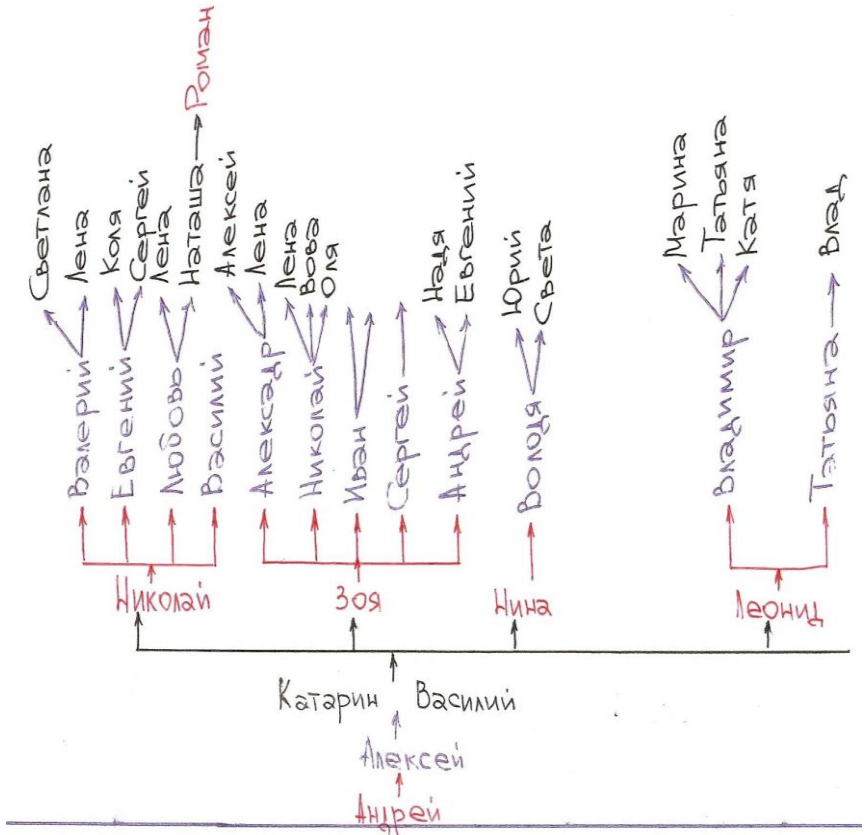 Роман
Светлана
Лена
Коля
Сергей
Лена
Наташа
Алексей
Лена
Лена
Вова
Оля
Надя
Евгений
Юрий
Света
Марина
Татьяна
Катя
Влад
Валерий
Евгений
Любовь
Василий
Алексадр
Николай
Иван
Сергей
Андрей
Володя
Владимир
Татьяна
Николай
Зоя
Нина
Леонид
Катарин Василий
Алексей
Андрей